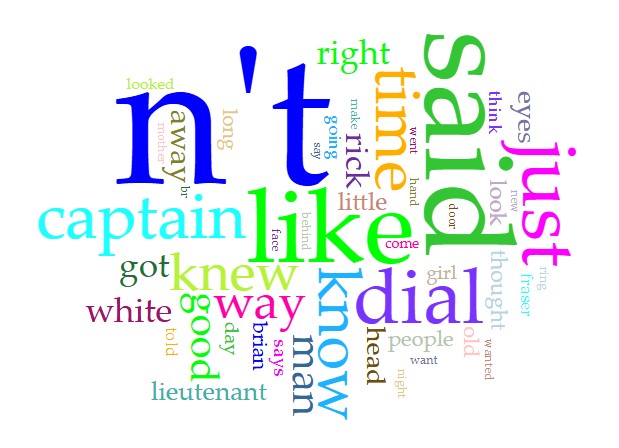 n't
said
like
just
time
captain
dial
right
looked
long
away
mother
br
going
make
say
rick
went
hand
think
eyes
little
look
new
door
face
behind
come
got
knew
know
way
white
good
told
day
brian
says
man
head
girl
thought
ring
fraser
people
old
wanted
want
night
lieutenant